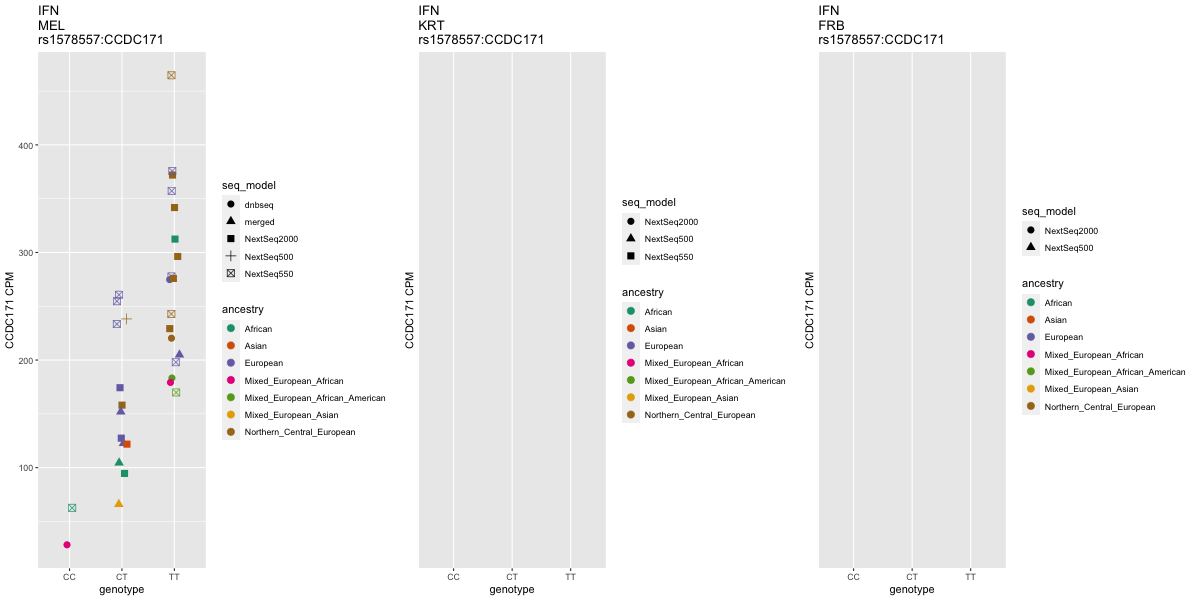 IFN
MEL
rs1578557:CCDC171
CCDC171 CPM
400
300
200
100
CC
CT
TT
genotype
seq_model
dnbseq
merged
NextSeq2000
NextSeq500
NextSeq550
ancestry
African
Asian
European
Mixed_European_African
Mixed_European_African_American
Mixed_European_Asian
Northern_Central_European
IFN
KRT
rs1578557:CCDC171
CCDC171 CPM
CC
CT
TT
genotype
seq_model
NextSeq2000
NextSeq500
NextSeq550
ancestry
African
Asian
European
Mixed_European_African
Mixed_European_African_American
Mixed_European_Asian
Northern_Central_European
IFN
FRB
rs1578557:CCDC171
CCDC171 CPM
CC
CT
TT
genotype
seq_model
NextSeq2000
NextSeq500
ancestry
African
Asian
European
Mixed_European_African
Mixed_European_African_American
Mixed_European_Asian
Northern_Central_European